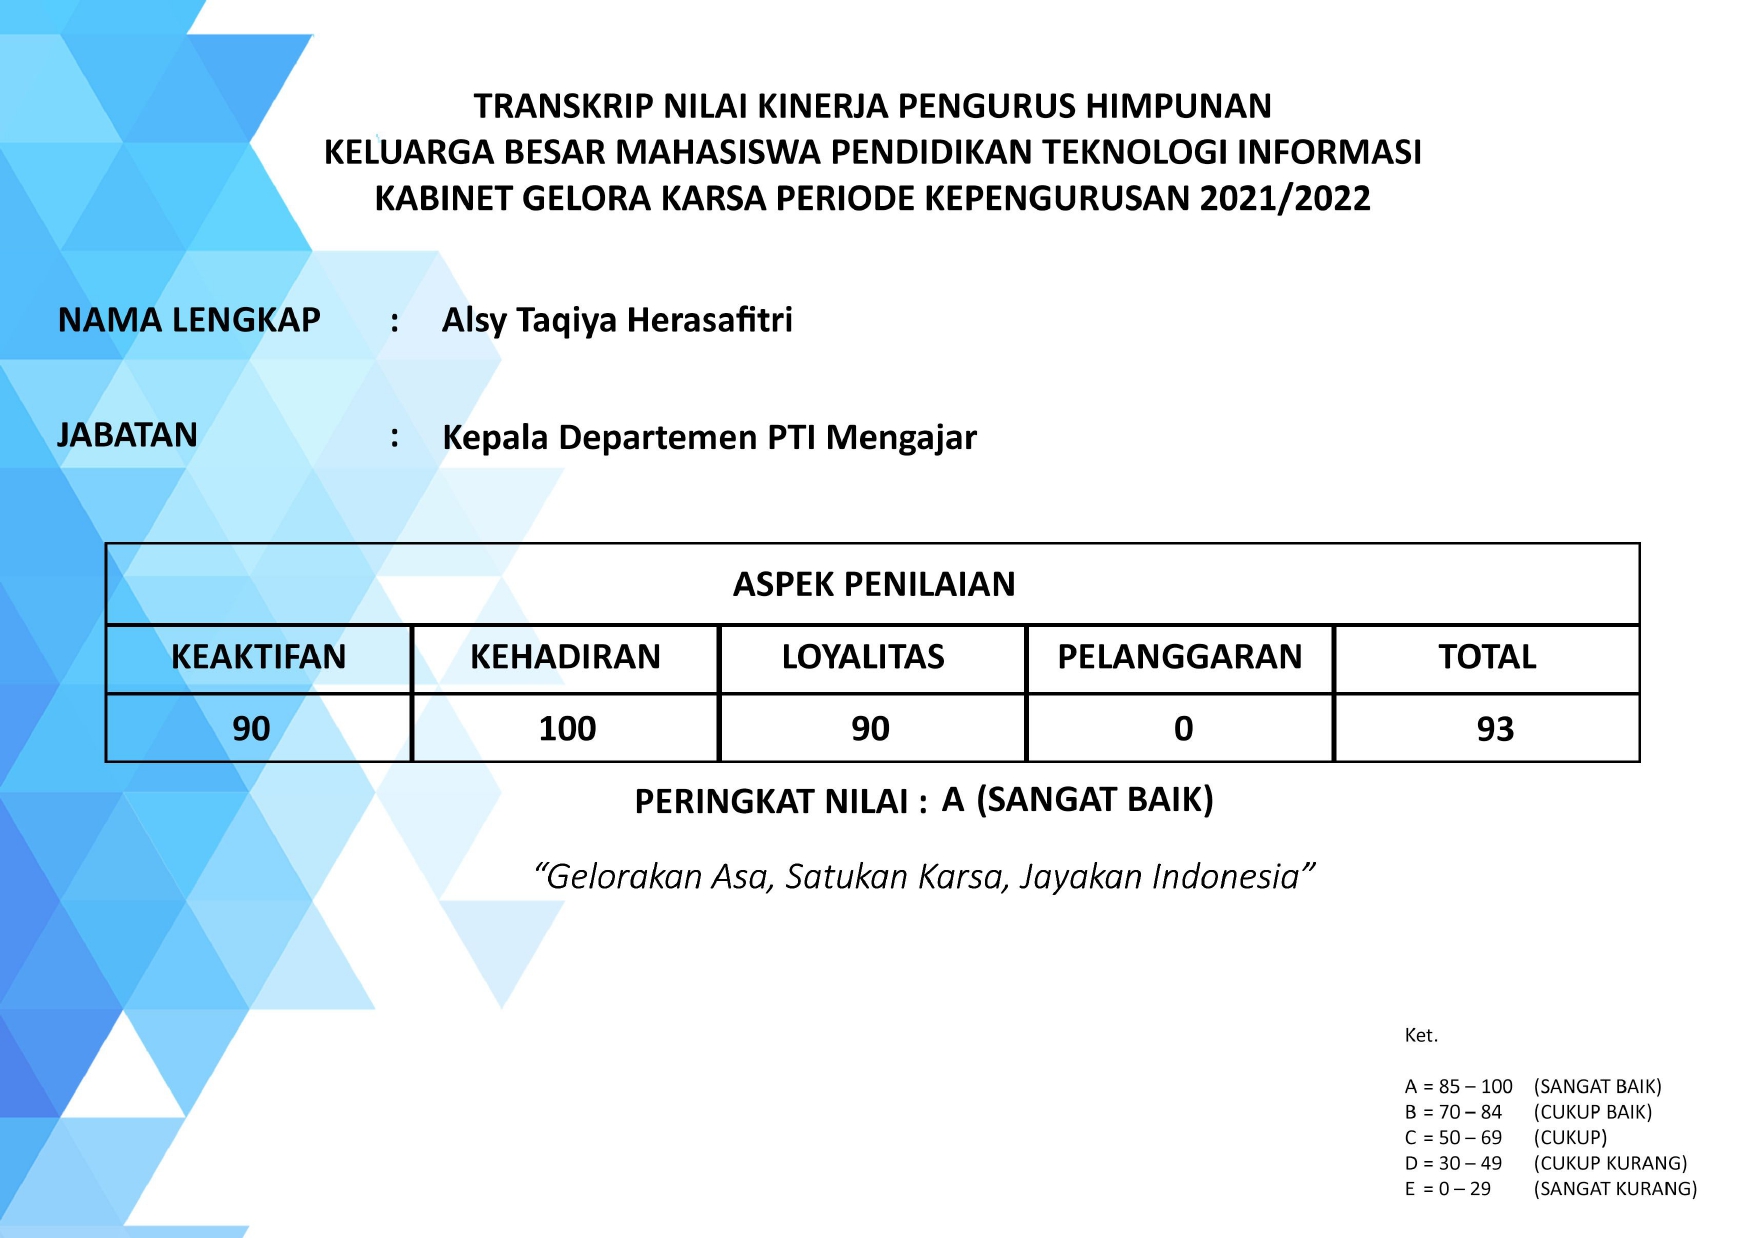 TRANSKRIP NILAI KINERJA PENGURUS HIMPUNAN
KELUARGA BESAR MAHASISWA PENDIDIKAN TEKNOLOGI INFORMASI
KABINET GELORA KARSA PERIODE KEPENGURUSAN 2021/2022
NAMA LENGKAP : Alsy Taqiya Herasafitri
JABATAN : Kepala Departemen PTI Mengajar
ASPEK PENILAIAN
KEAKTIFAN KEHADIRAN LOYALITAS PELANGGARAN TOTAL
90 100 90 0 93
PERINGKAT NILAI : A (SANGAT BAIK)
“Gelorakan Asa, Satukan Karsa, Jayakan Indonesia”
Ket.
A = 85 – 100 (SANGAT BAIK)
B = 70 – 84 (CUKUP BAIK)
C = 50 – 69 (CUKUP)
D = 30 – 49 (CUKUP KURANG)
E = 0 – 29 (SANGAT KURANG)